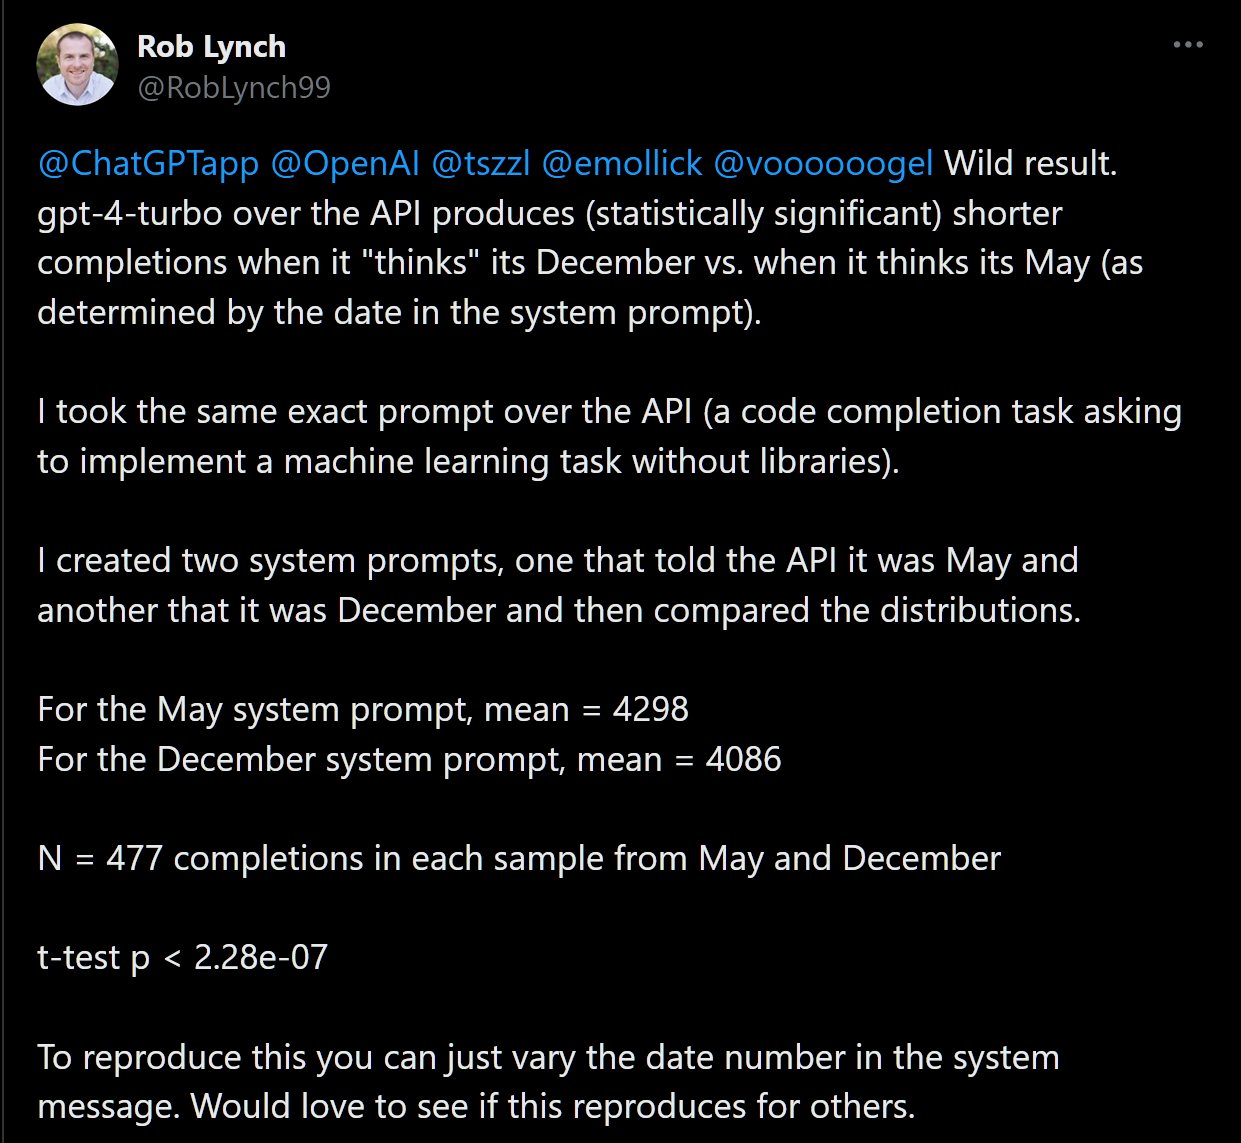 Rob Lynch
@RobLynch99
@ChatGPTapp @OpenAI @tszzl @emollick @voooooogel Wild result.
gpt-4-turbo over the API produces (statistically significant) shorter
completions when it "thinks" its December vs. when it thinks its May (as
determined by the date in the system prompt).
I took the same exact prompt over the API (a code completion task asking
to implement a machine learning task without libraries).
I created two system prompts, one that told the API it was May and
another that it was December and then compared the distributions.
For the May system prompt, mean = 4298
For the December system prompt, mean = 4086
N = 477 completions in each sample from May and December
t-test p < 2.28e-07
To reproduce this you can just vary the date number in the system
message. Would love to see if this reproduces for others.